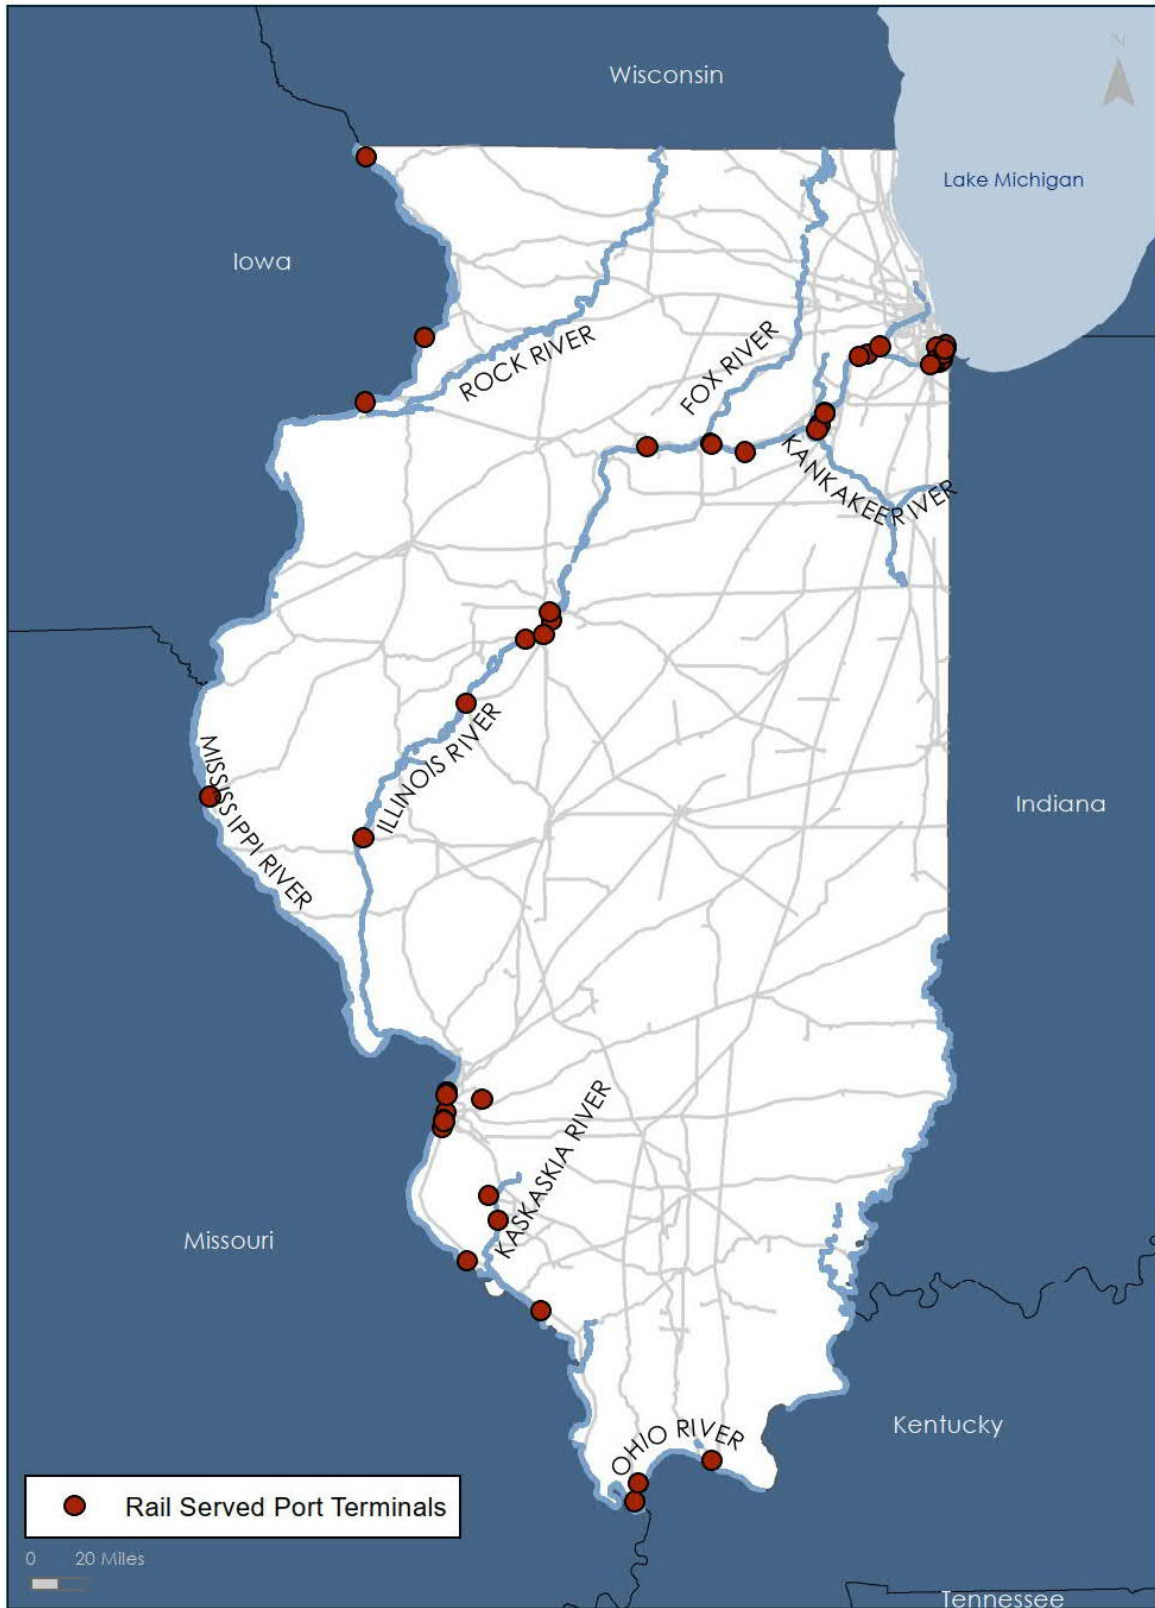 Wisconsin
N
Lake Michigan
Iowa
ROCK RIVER
FOX RIVER
KANKAKEE RIVER
ILLINOIS RIVER
MISSISSIPPI RIVER
Indiana
KASKASKIA RIVER
Missouri
OHIO RIVER
Kentucky
Rail Served Port Terminals
0 20 Miles
Tennessee